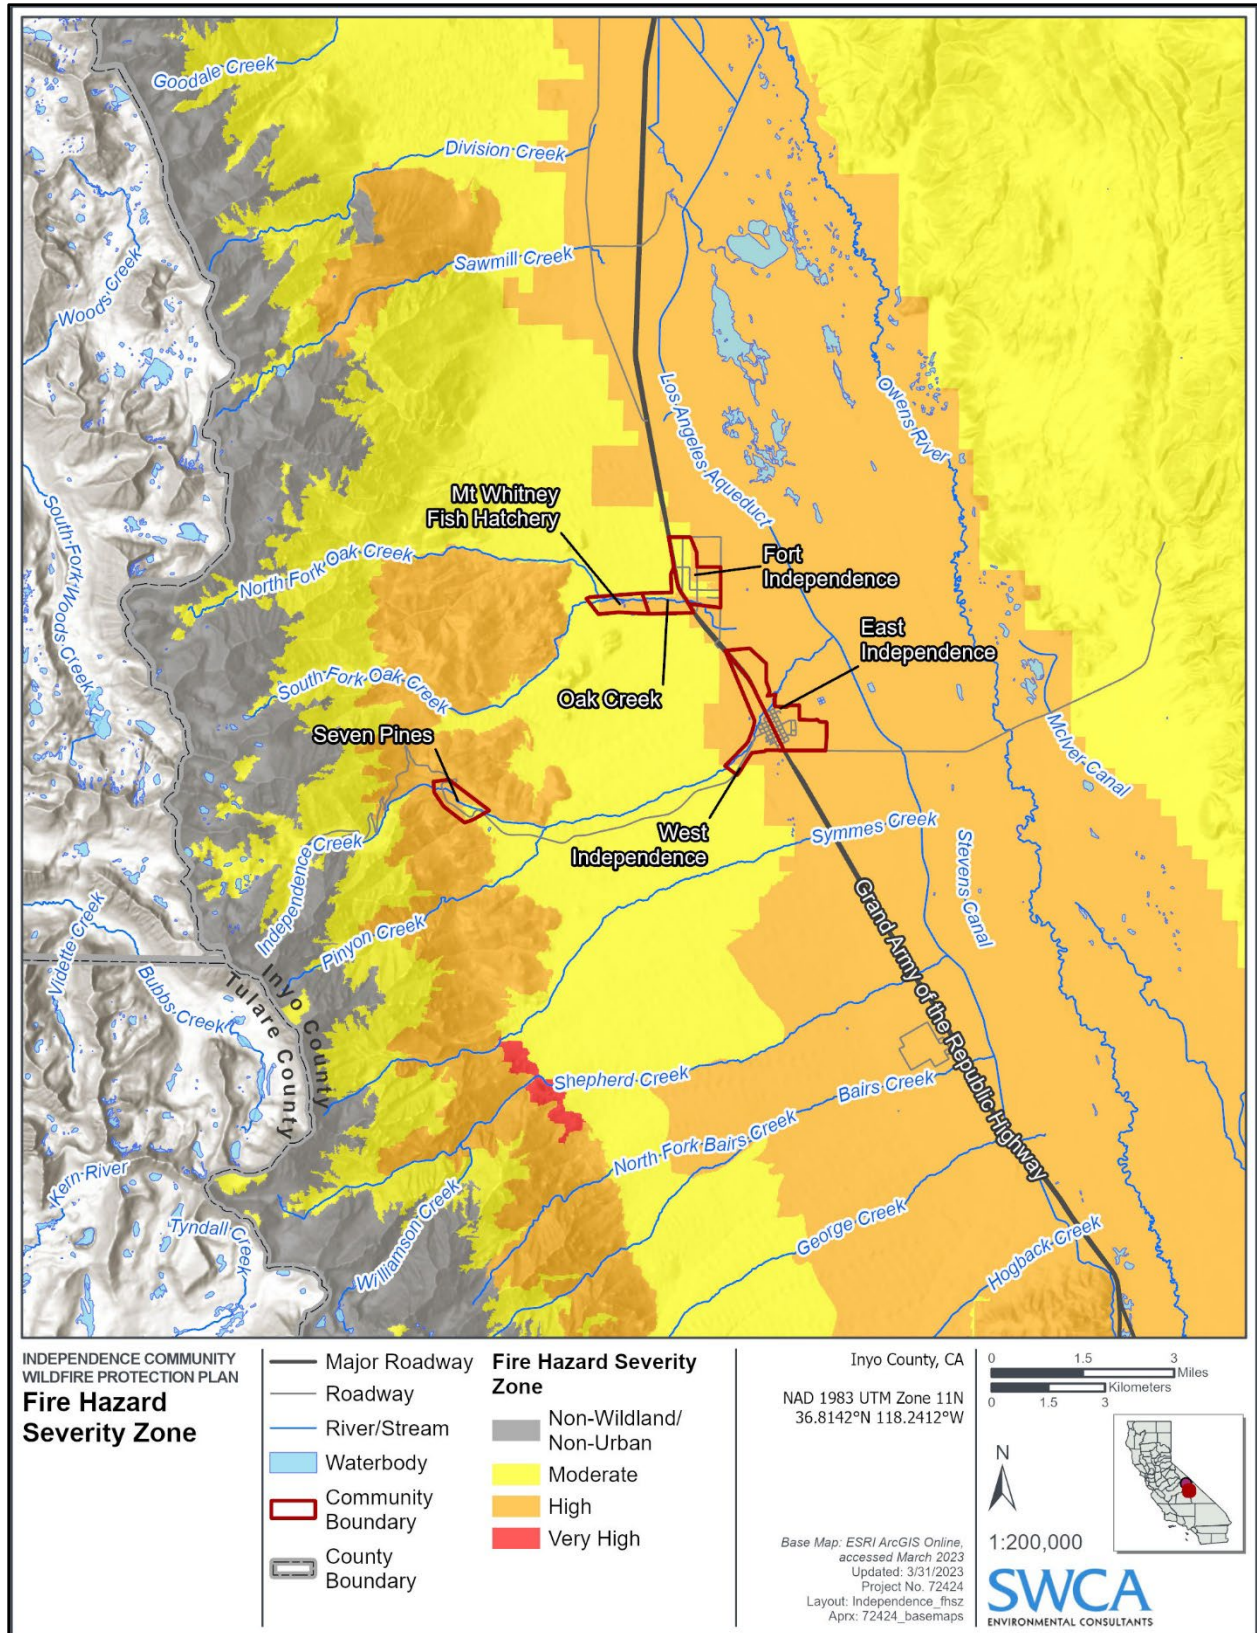 Goodale Creek
Division Creek
Sawmill Creek
Woods Creek
Los Angeles Aqueduct
Owens River
Mt Whitney
Fish Hatchery
South Fork Woods Creek
North Fork Oak Creek
Fort
Independence
East
Independence
South Fork Oak Creek
Oak Creek
Seven Pines
McIver Canal
West
Independence
Symmes Creek
Independence Creek
Stevens Canal
Vidette Creek
Pinyon Creek
Grand Army of the Republic Highway
Bubbs Creek
Inyo County
Tulare County
Shepherd Creek
Bairs Creek
North Fork Bairs Creek
Kern River
Tyndall Creek
Williamson Creek
George Creek
Hogback Creek
INDEPENDENCE COMMUNITY
WILDFIRE PROTECTION PLAN
Fire Hazard
Severity Zone
Major Roadway
Roadway
River/Stream
Waterbody
Community
Boundary
County
Boundary
Fire Hazard Severity
Zone
Non-Wildland/
Non-Urban
Moderate
High
Very High
Inyo County, CA
NAD 1983 UTM Zone 11N
36.8142°N 118.2412°W
Base Map: ESRI ArcGIS Online,
accessed March 2023
Updated: 3/31/2023
Project No. 72424
Layout: Independence_fhsz
Aprx: 72424_basemaps
0 1.5 3
Miles
Kilometers
0 1.5 3
N
1:200,000
SWCA
ENVIRONMENTAL CONSULTANTS